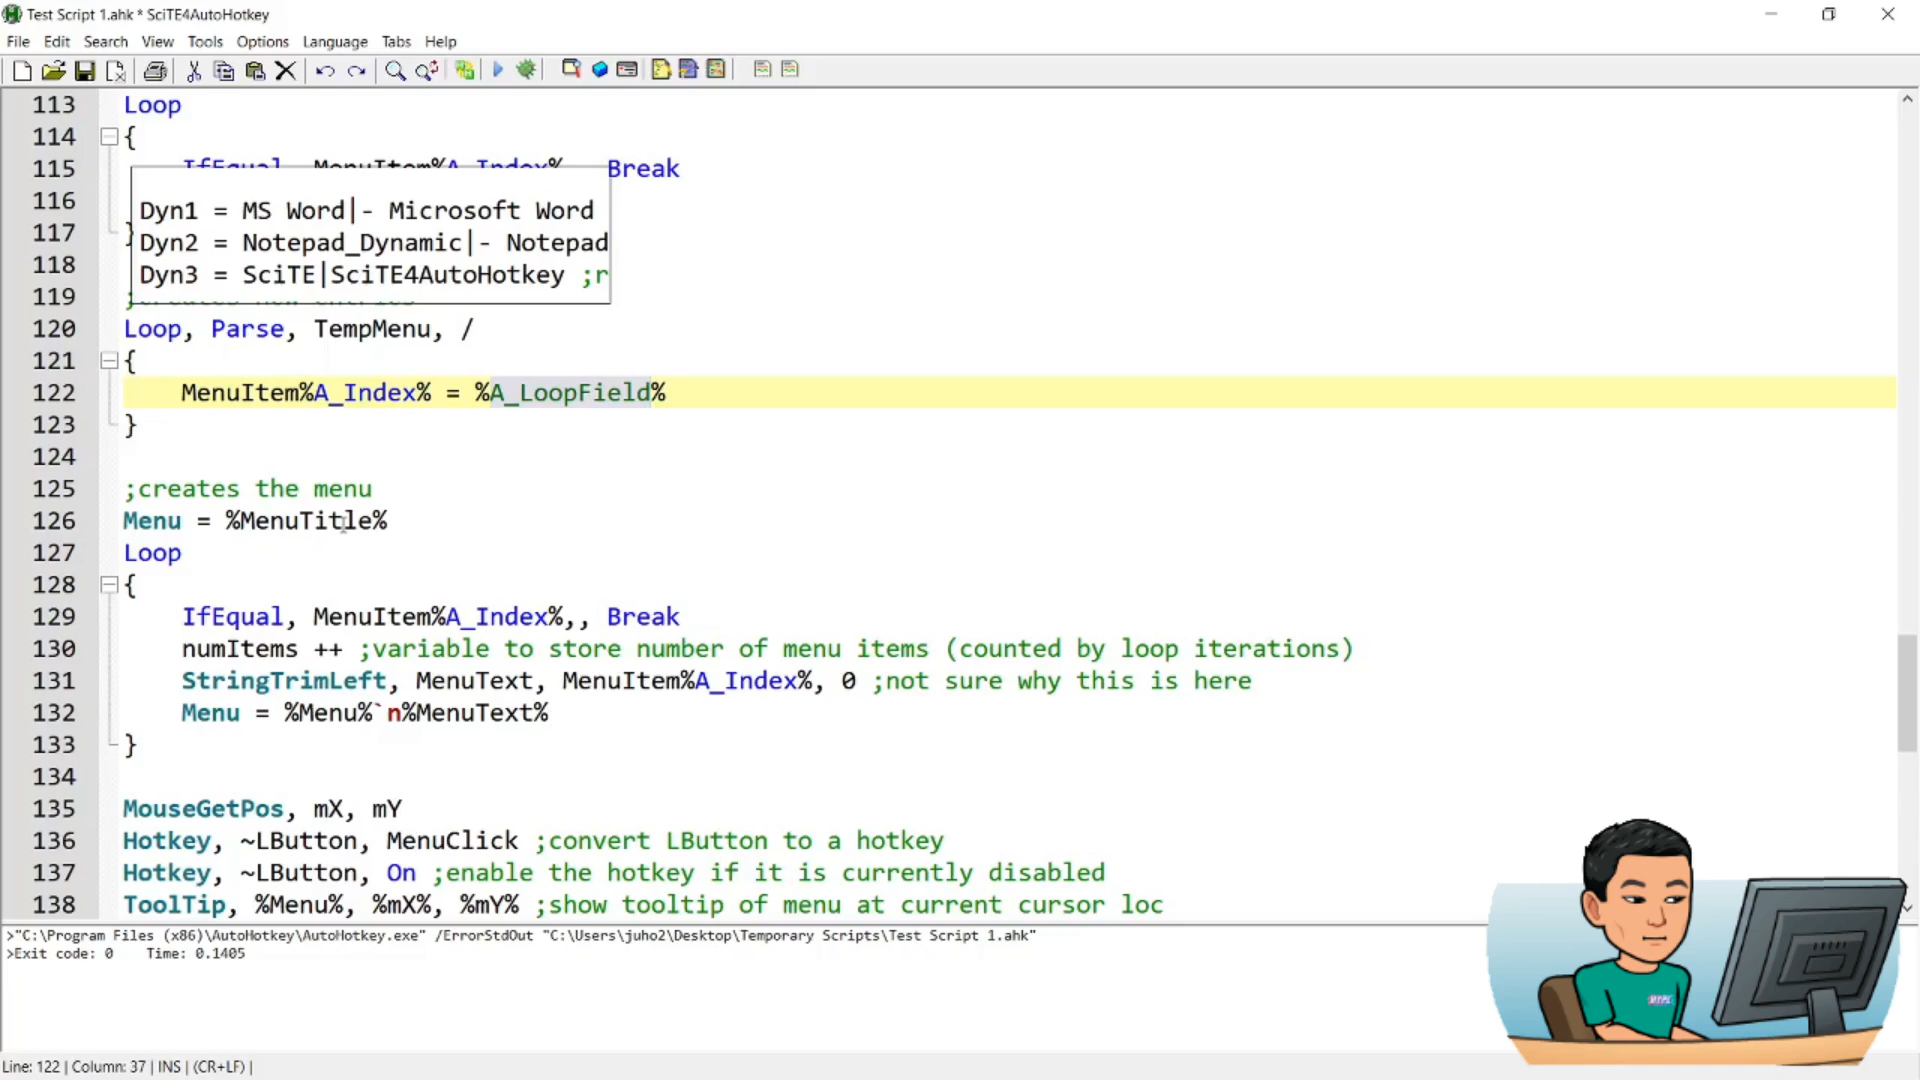 Test Script 1.ahk * SciTE4AutoHotkey
File Edit Search View Tools Options Language Tabs Help
113 Loop
114 {
115 IfEqual, MenuItem%A_Index% Break
116
Dyn1 = MS Word|- Microsoft Word
117 }
Dyn2 = Notepad_Dynamic|- Notepad
118
Dyn3 = SciTE|SciTE4AutoHotkey ;r
119
120 Loop, Parse, TempMenu, /
121 {
122 MenuItem%A_Index% = %A_LoopField%
123 }
124
125 ;creates the menu
126 Menu = %MenuTitle%
127 Loop
128 {
129 IfEqual, MenuItem%A_Index%,, Break
130 numItems ++ ;variable to store number of menu items (counted by loop iterations)
131 StringTrimLeft, MenuText, MenuItem%A_Index%, 0 ;not sure why this is here
132 Menu = %Menu%`n%MenuText%
133 }
134
135 MouseGetPos, mX, mY
136 Hotkey, ~LButton, MenuClick ;convert LButton to a hotkey
137 Hotkey, ~LButton, On ;enable the hotkey if it is currently disabled
138 ToolTip, %Menu%, %mX%, %mY% ;show tooltip of menu at current cursor loc
>"C:\Program Files (x86)\AutoHotkey\AutoHotkey.exe" /ErrorStdOut "C:\Users\juho2\Desktop\Temporary Scripts\Test Script 1.ahk"
>Exit code: 0 Time: 0.1405
Line: 122 | Column: 37 | INS | (CR+LF) |